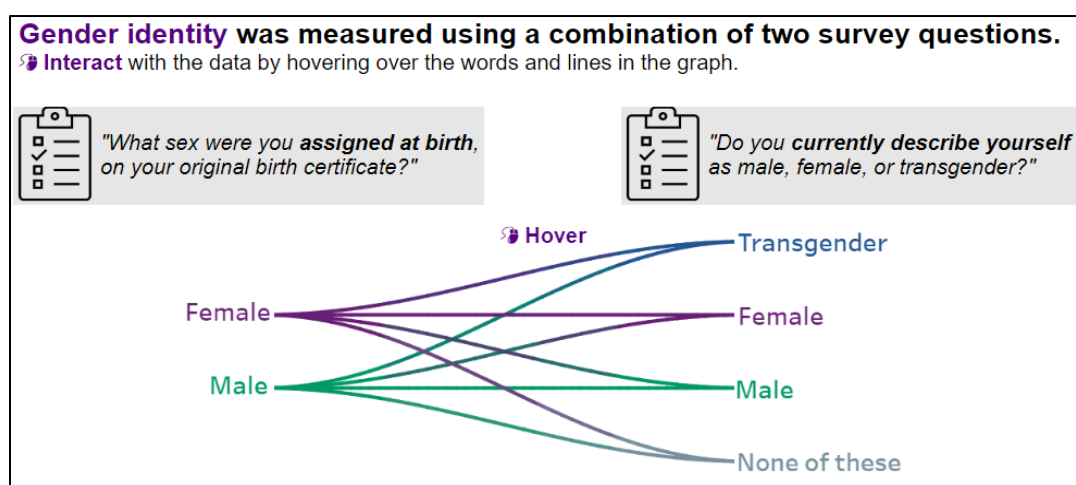 Gender identity was measured using a combination of two survey questions.
Interact with the data by hovering over the words and lines in the graph.
"What sex were you assigned at birth,
on your original birth certificate?"
"Do you currently describe yourself
as male, female, or transgender?"
Hover
Female
Male
Transgender
Female
Male
None of these